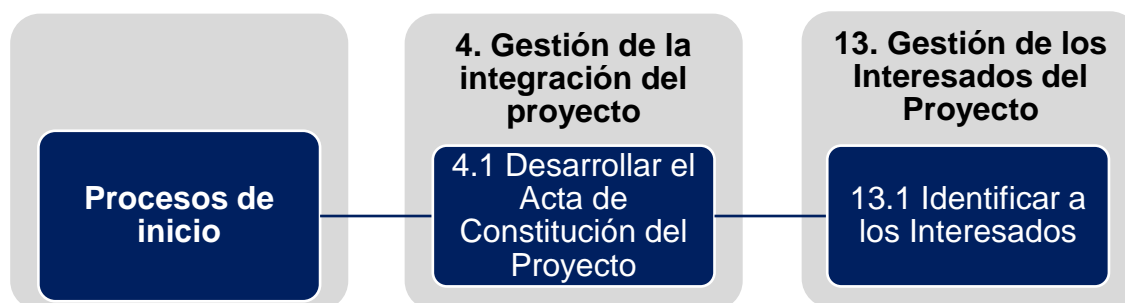 Procesos de
inicio
4. Gestión de la
integración del
proyecto
4.1 Desarrollar el
Acta de
Constitución del
Proyecto
13. Gestión de los
Interesados del
Proyecto
13.1 Identificar a
los Interesados